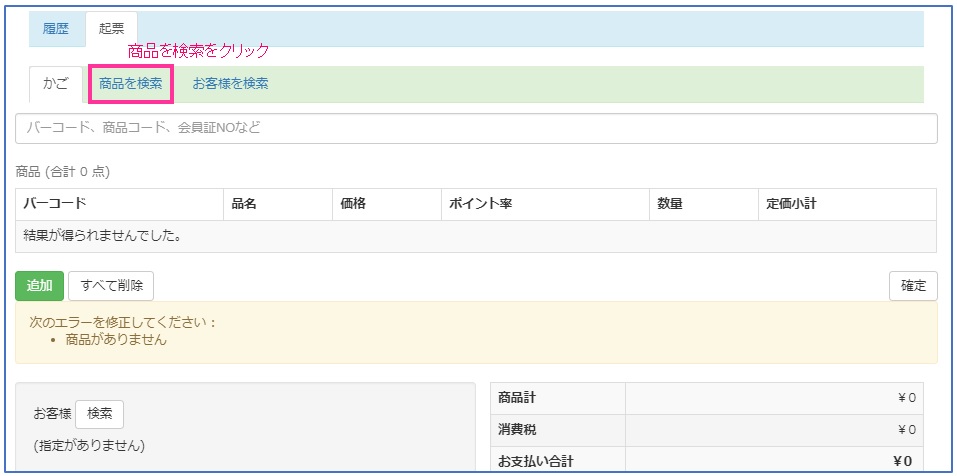 履歴 起票
商品を検索をクリック
かご 商品を検索 お客様を検索
バーコード、商品コード、会員証NOなど
商品 (合計 0 点)
バーコード 品名 価格 ポイント率 数量 定価小計
結果が得られませんでした。
追加 すべて削除 確定
次のエラーを修正してください：
• 商品がありません
お客様 検索
(指定がありません)
商品計 ￥0
消費税 ￥0
お支払い合計 ￥0